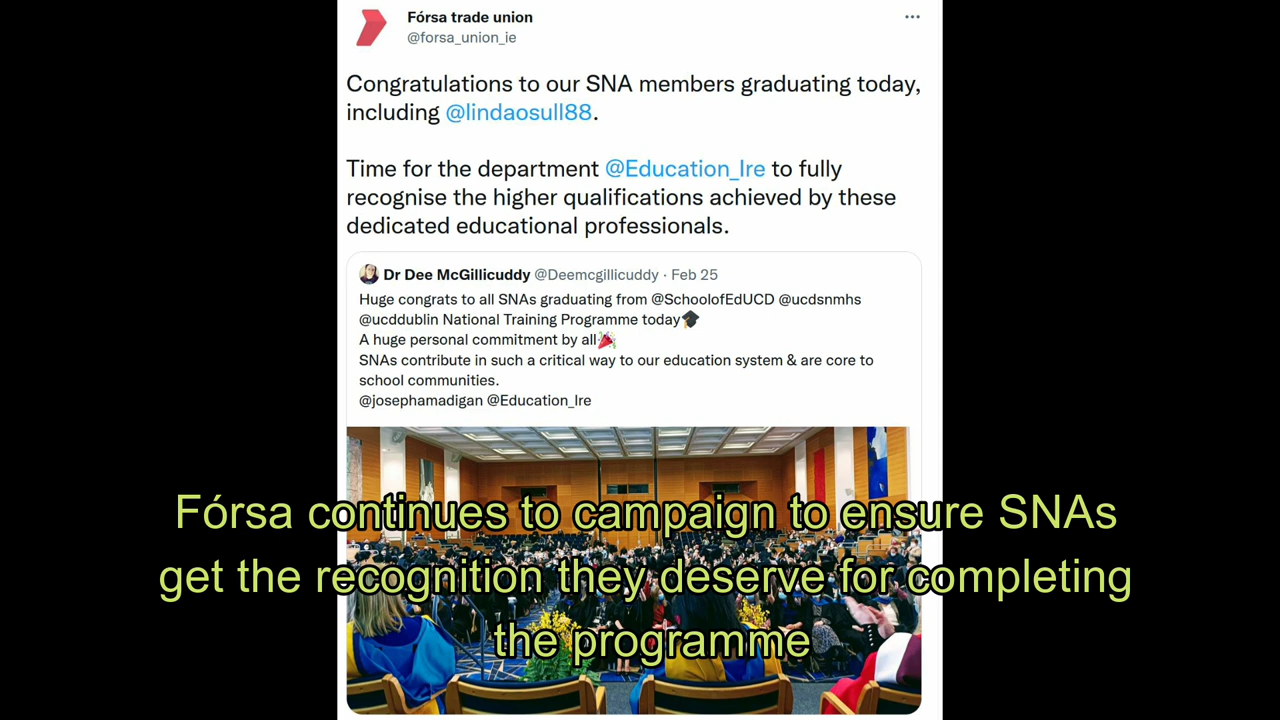 Fórsa trade union
@forsa_union_ie
Congratulations to our SNA members graduating today,
including @lindaosull88.
Time for the department @Education_Ire to fully
recognise the higher qualifications achieved by these
dedicated educational professionals.
Dr Dee McGillicuddy @Deemcgillicuddy · Feb 25
Huge congrats to all SNAs graduating from @SchoolofEdUCD @ucdsnmhs
@ucddublin National Training Programme today🎓
A huge personal commitment by all🎉
SNAs contribute in such a critical way to our education system & are core to
school communities.
@josephamadigan @Education_Ire
Fórsa continues to campaign to ensure SNAs
get the recognition they deserve for completing
the programme